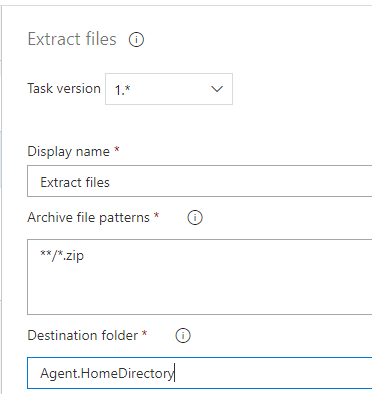 Extract files
Task version 1.*
Display name *
Extract files
Archive file patterns *
**/*.zip
Destination folder *
Agent.HomeDirectory